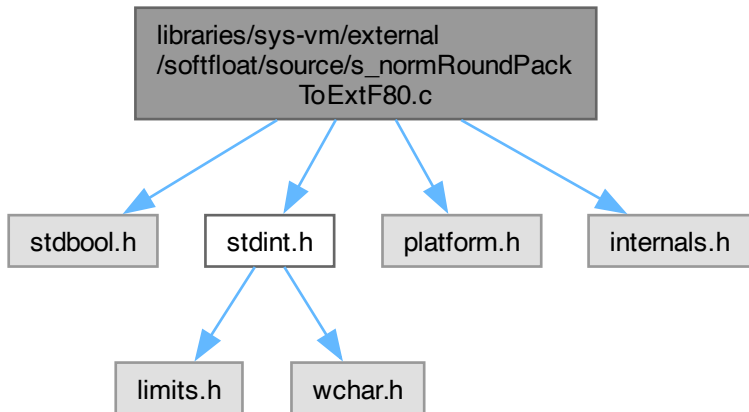 libraries/sys-vm/external
/softfloat/source/s_normRoundPack
ToExtF80.c
stdbool.h
stdint.h
platform.h
internals.h
limits.h
wchar.h